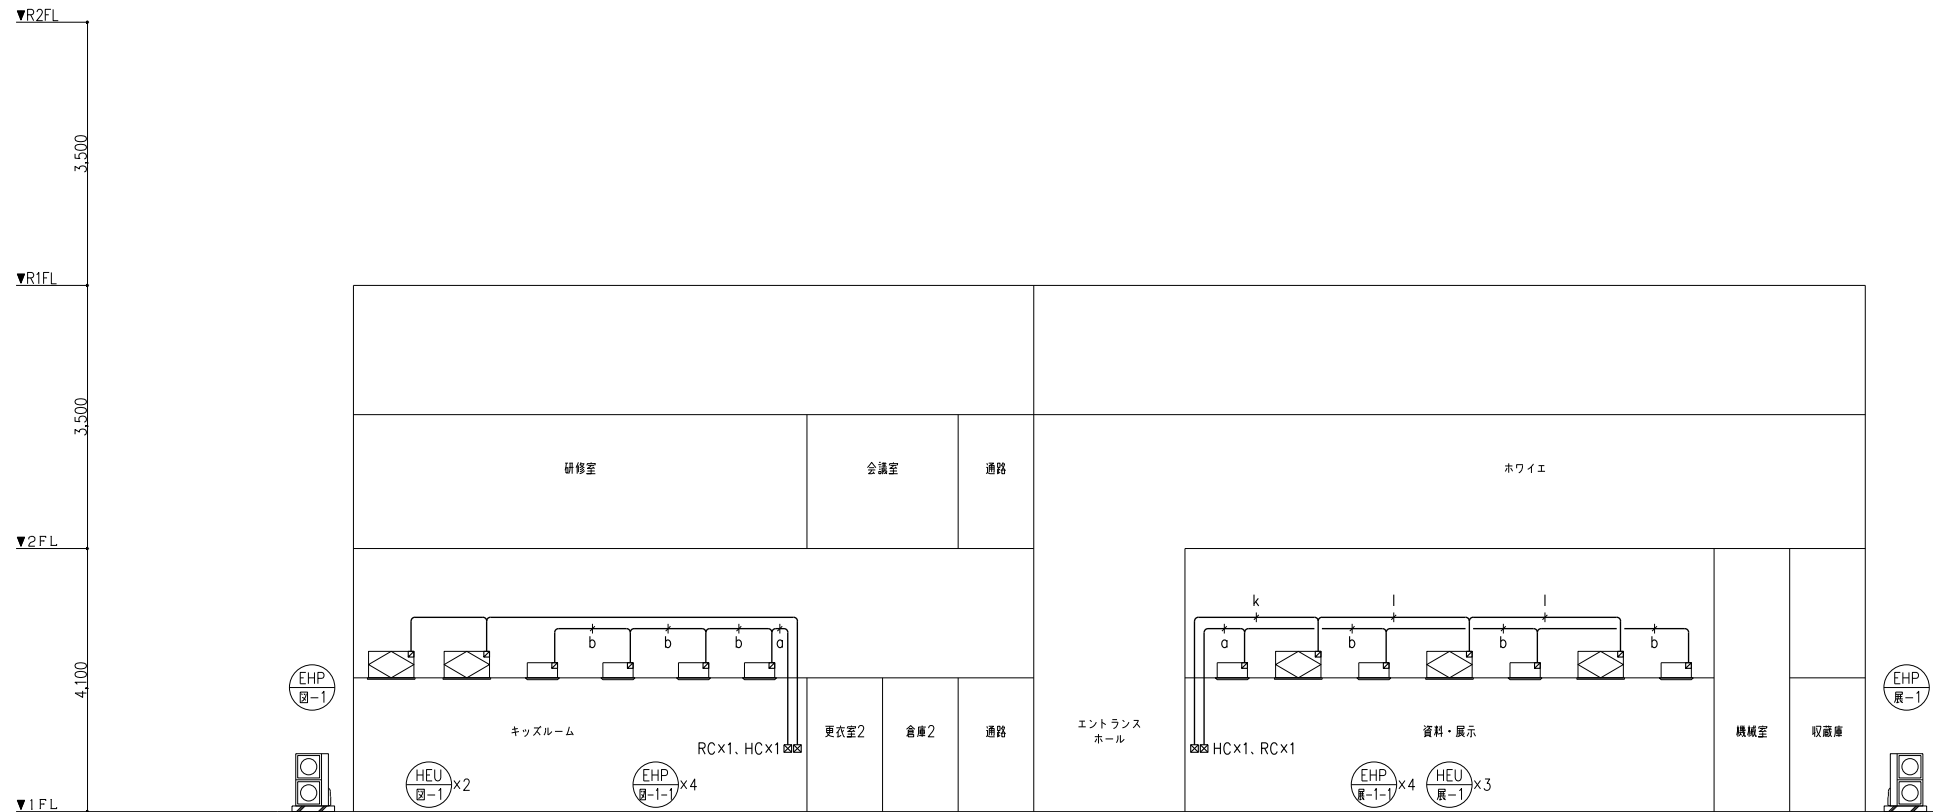 ▼R2FL
3,500
▼R1FL
3,500
研修室
会議室
通路
ホワイエ
▼2FL
k
l
l
b
b
b
a
a
b
b
b
4,100
EHP
図-1
EHP
展-1
キッズルーム
更衣室2
倉庫2
通路
エントランス
ホール
資料・展示
機械室
収蔵庫
RC×1、HC×1
HC×1、RC×1
HEU
図-1
×2
EHP
図-1-1
×4
EHP
展-1-1
×4
HEU
展-1
×3
▼1FL